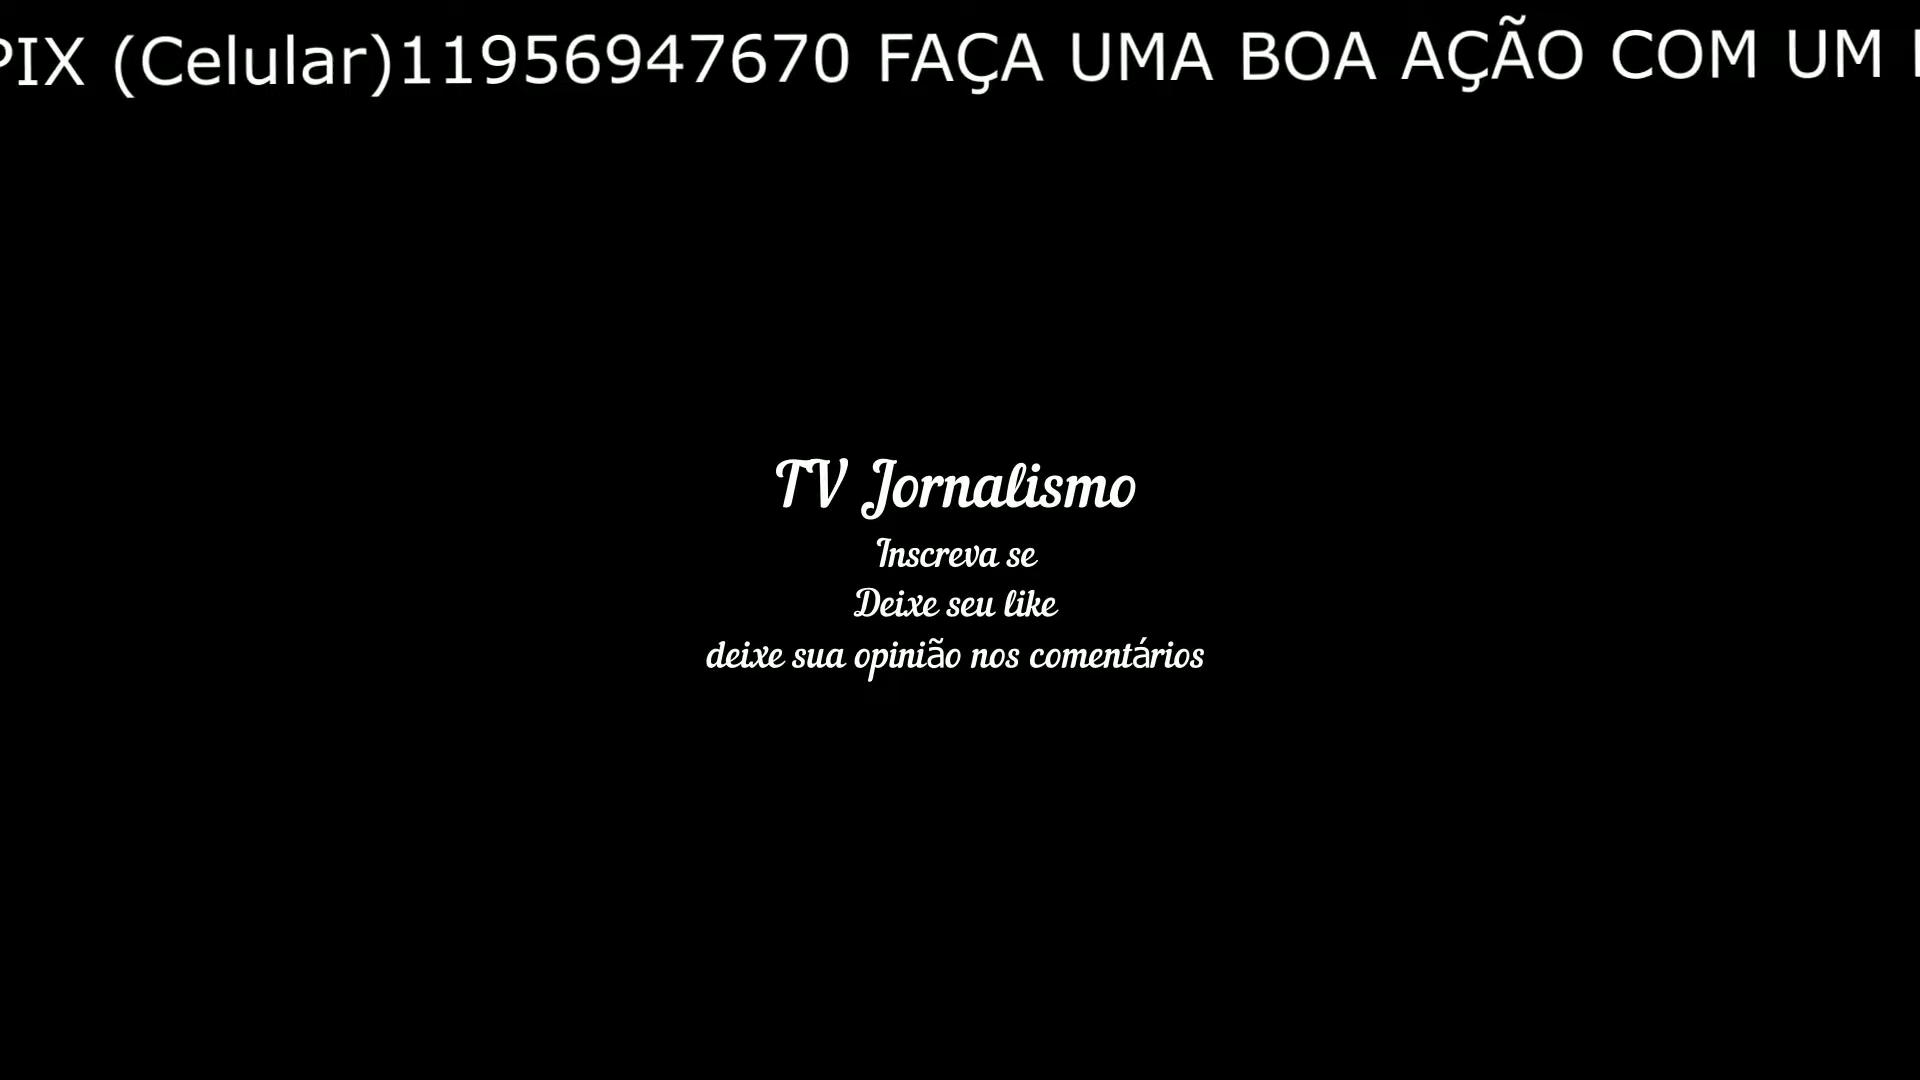 PIX (Celular)11956947670 FAÇA UMA BOA AÇÃO COM UM
TV Jornalismo
Inscreva se
Deixe seu like
deixe sua opinião nos comentários